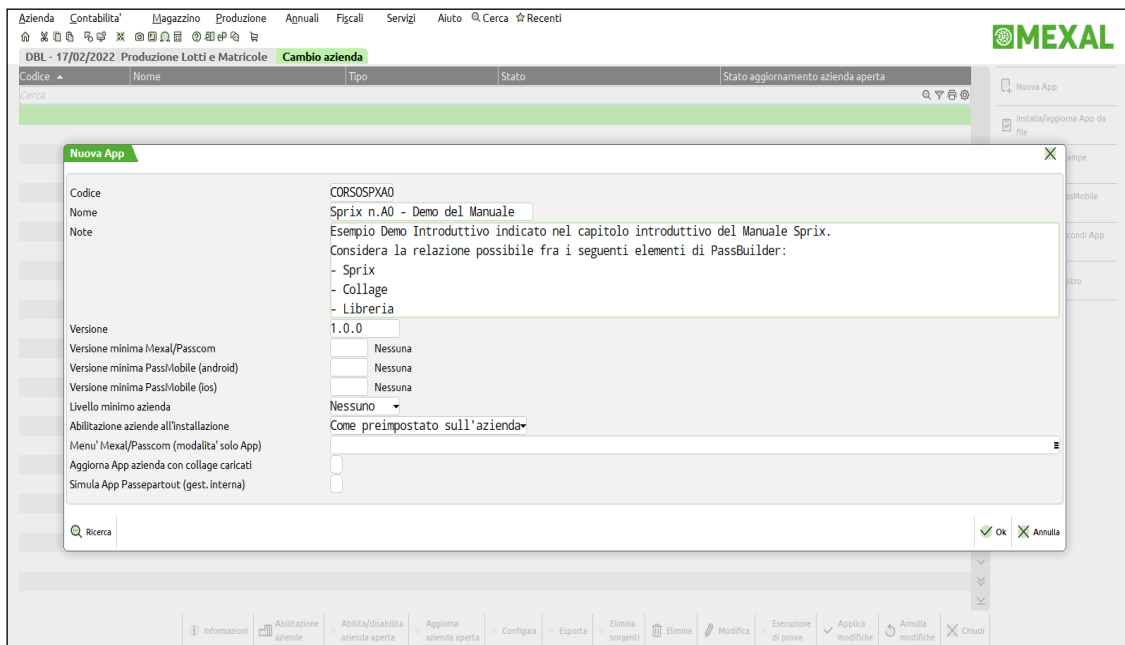 Azienda Contabilita' Magazzino Produzione Annuali Fiscali Servizi Aiuto Cerca Recenti
MEXAL
DBL - 17/02/2022 Produzione Lotti e Matricole Cambio azienda
Codice Nome Tipo Stato Stato aggiornamento azienda aperta
Cerca
Nuova App
Installa/aggiorna App da
file
Nuova App
ampe
Codice CORSOSPXA0
assMobile
Nome Sprix n.A0 - Demo del Manuale
Note Esempio Demo Introduttivo indicato nel capitolo introduttivo del Manuale Sprix.
condi App
Considera la relazione possibile fra i seguenti elementi di PassBuilder:
- Sprix
stro
- Collage
- Libreria
Versione 1.0.0
Versione minima Mexal/Passcom Nessuna
Versione minima PassMobile (android) Nessuna
Versione minima PassMobile (ios) Nessuna
Livello minimo azienda Nessuno
Abilitazione aziende all'installazione Come preimpostato sull'azienda
Menu' Mexal/Passcom (modalita' solo App)
Aggiorna App azienda con collage caricati
Simula App Passepartout (gest. interna)
Ricerca Ok Annulla
Informazioni Abilitazione aziende Abilita/disabilita azienda aperta Aggiorna azienda aperta Configura Esporta Elimina sorgenti Elimina Modifica Esecuzione di prova Applica modifiche Annulla modifiche Chiudi